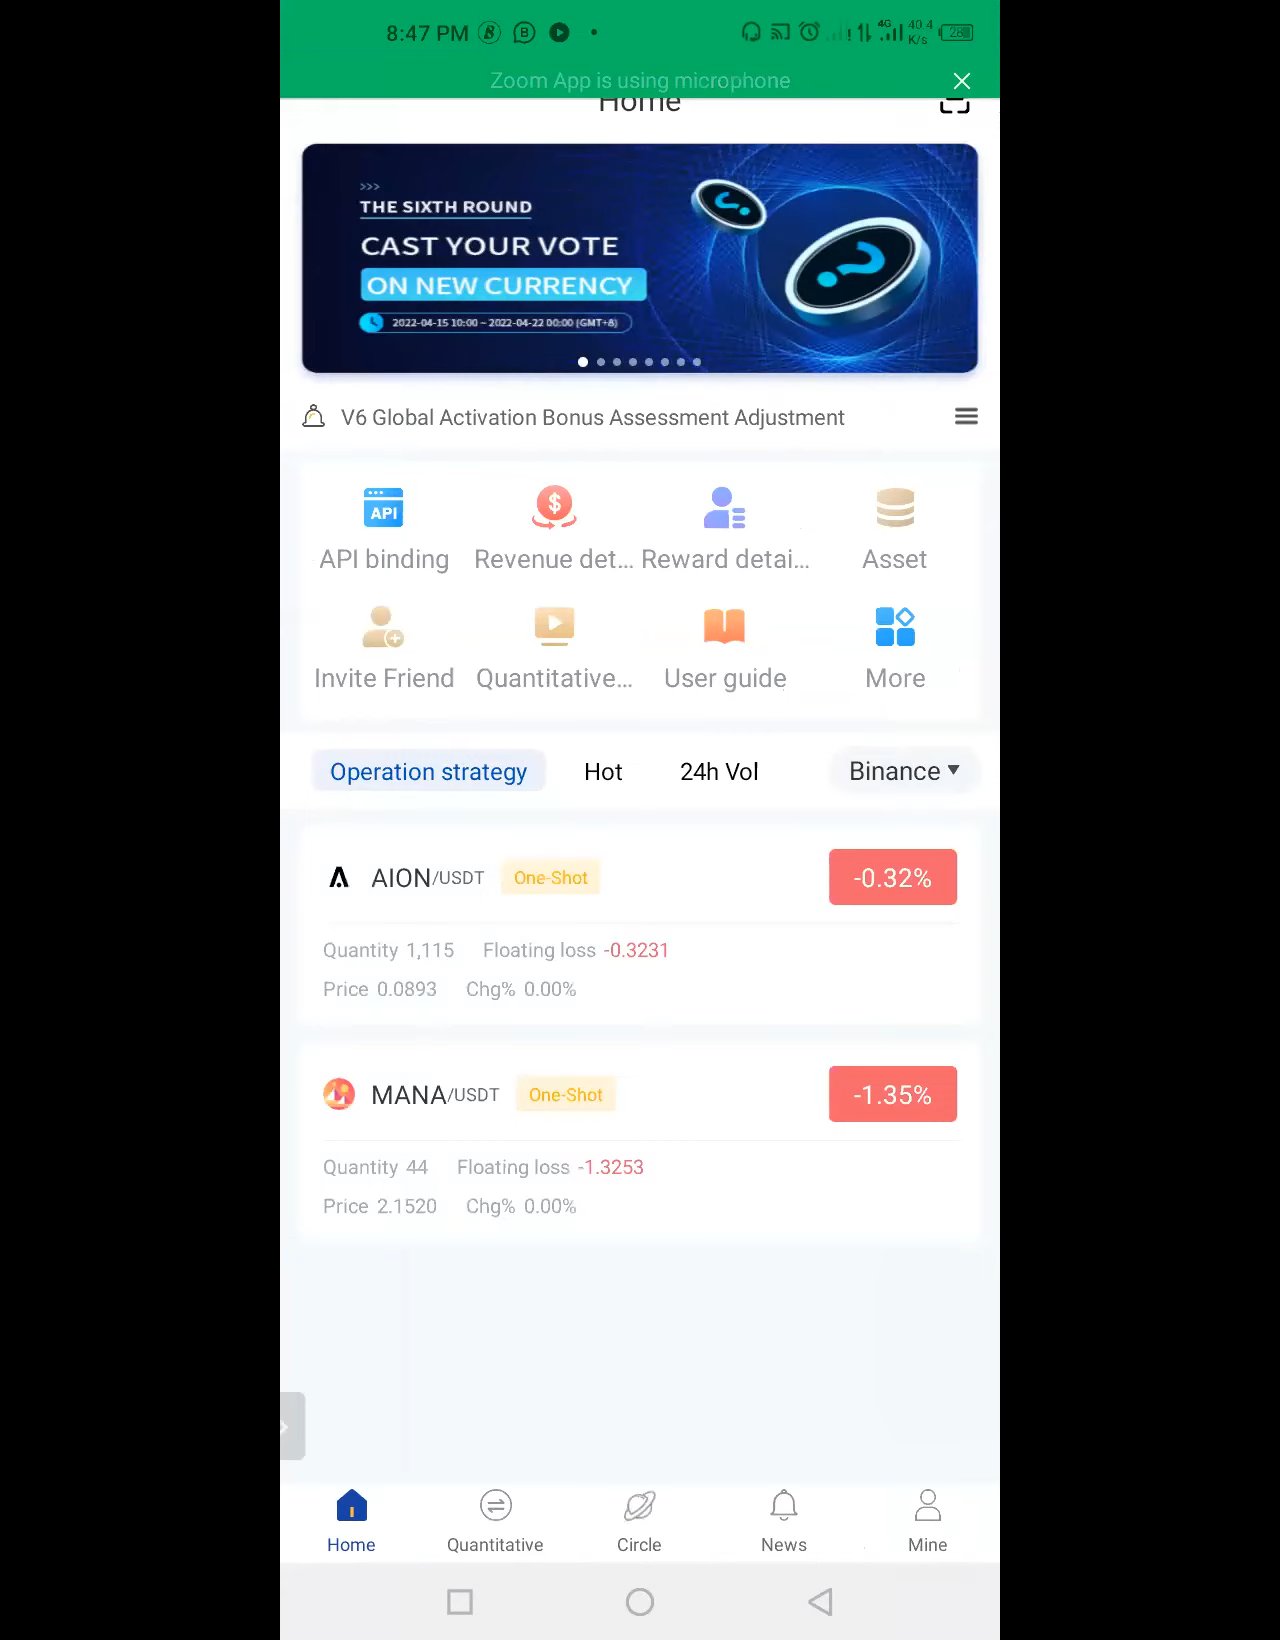 8:47 PM
4G
40.4
K/s
28
Zoom App is using microphone
Home
>>>
THE SIXTH ROUND
CAST YOUR VOTE
ON NEW CURRENCY
2022-04-15 10:00 ~ 2022-04-22 00:00 (GMT+8)
V6 Global Activation Bonus Assessment Adjustment
API
API binding
Revenue det...
Reward detai...
Asset
Invite Friend
Quantitative...
User guide
More
Operation strategy
Hot
24h Vol
Binance
AION/USDT
One-Shot
-0.32%
Quantity 1,115
Floating loss -0.3231
Price 0.0893
Chg% 0.00%
MANA/USDT
One-Shot
-1.35%
Quantity 44
Floating loss -1.3253
Price 2.1520
Chg% 0.00%
Home
Quantitative
Circle
News
Mine